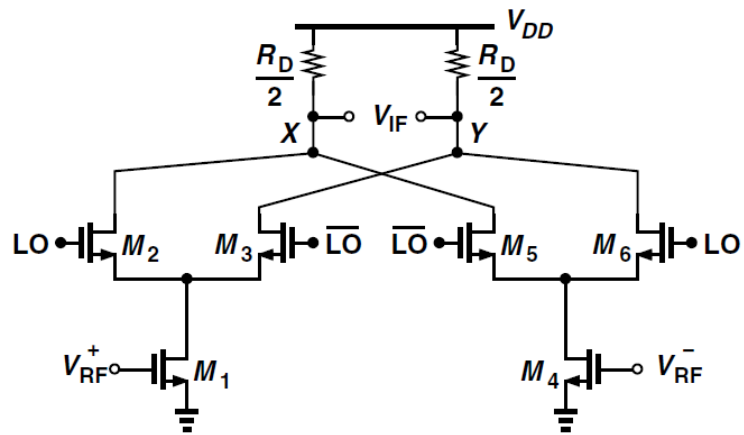 V_DD
R_D/2 R_D/2
X V_IF Y
LO M_2 M_3 L̅O̅ L̅O̅ M_5 M_6 LO
V_RF^+ M_1 M_4 V_RF^−